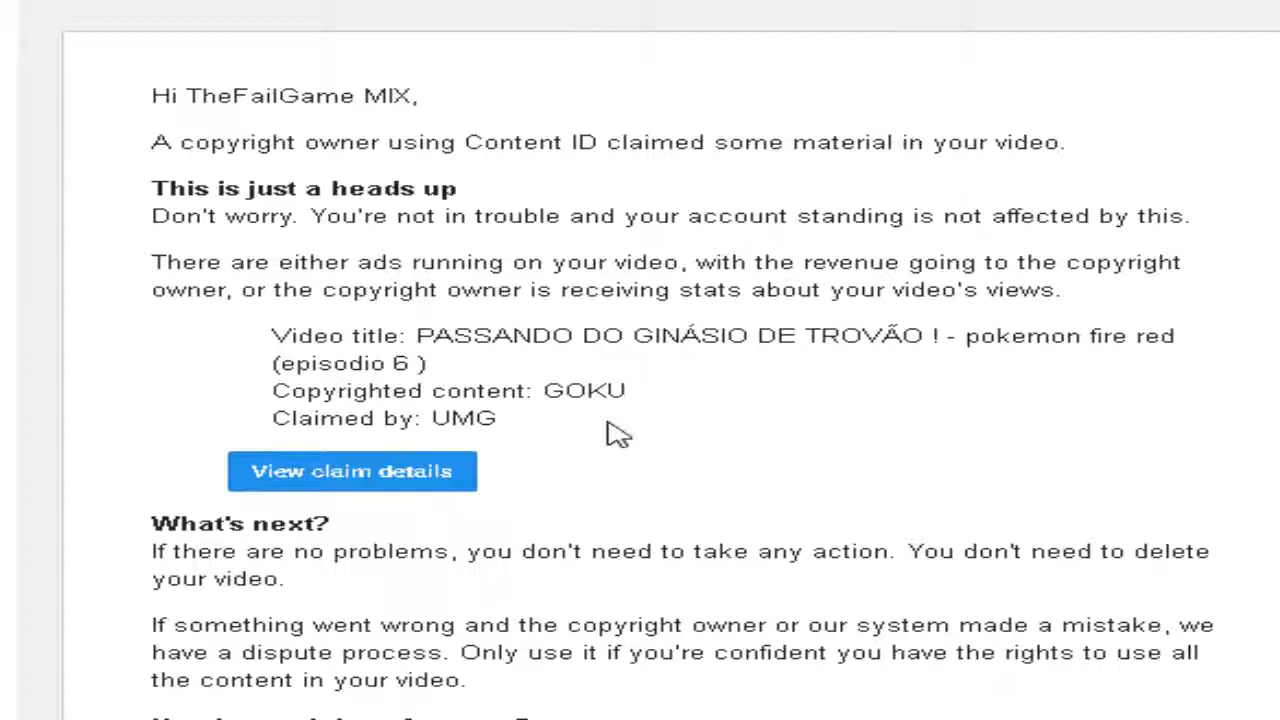 Hi TheFailGame MIX,
A copyright owner using Content ID claimed some material in your video.
This is just a heads up
Don't worry. You're not in trouble and your account standing is not affected by this.
There are either ads running on your video, with the revenue going to the copyright
owner, or the copyright owner is receiving stats about your video's views.
Video title: PASSANDO DO GINÁSIO DE TROVÃO ! - pokemon fire red
(episodio 6 )
Copyrighted content: GOKU
Claimed by: UMG
View claim details
What's next?
If there are no problems, you don't need to take any action. You don't need to delete
your video.
If something went wrong and the copyright owner or our system made a mistake, we
have a dispute process. Only use it if you're confident you have the rights to use all
the content in your video.